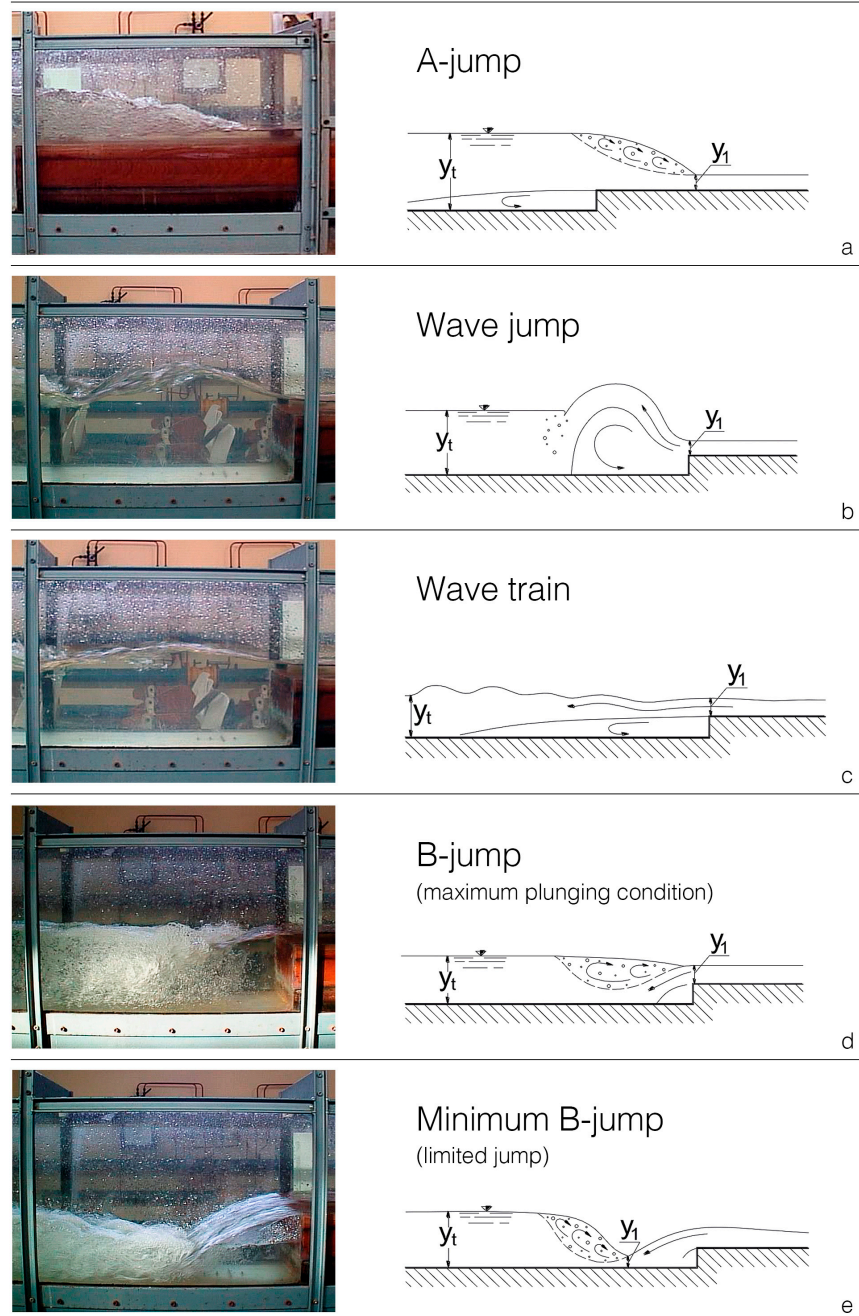 A-jump
yt
y1
a
Wave jump
yt
y1
b
Wave train
yt
y1
c
B-jump
(maximum plunging condition)
yt
y1
d
Minimum B-jump
(limited jump)
yt
y1
e